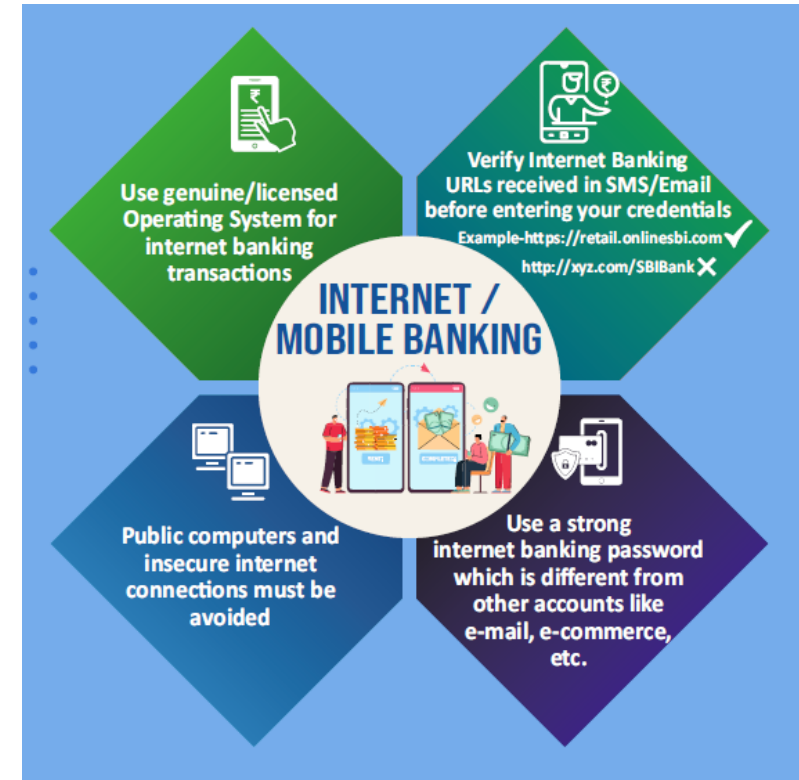 Use genuine/licensed
Operating System for
internet banking
transactions
Verify Internet Banking
URLs received in SMS/Email
before entering your credentials
Example-https://retail.onlinesbi.com
http://xyz.com/SBIBank
INTERNET /
MOBILE BANKING
Public computers and
insecure internet
connections must be
avoided
Use a strong
internet banking password
which is different from
other accounts like
e-mail, e-commerce,
etc.